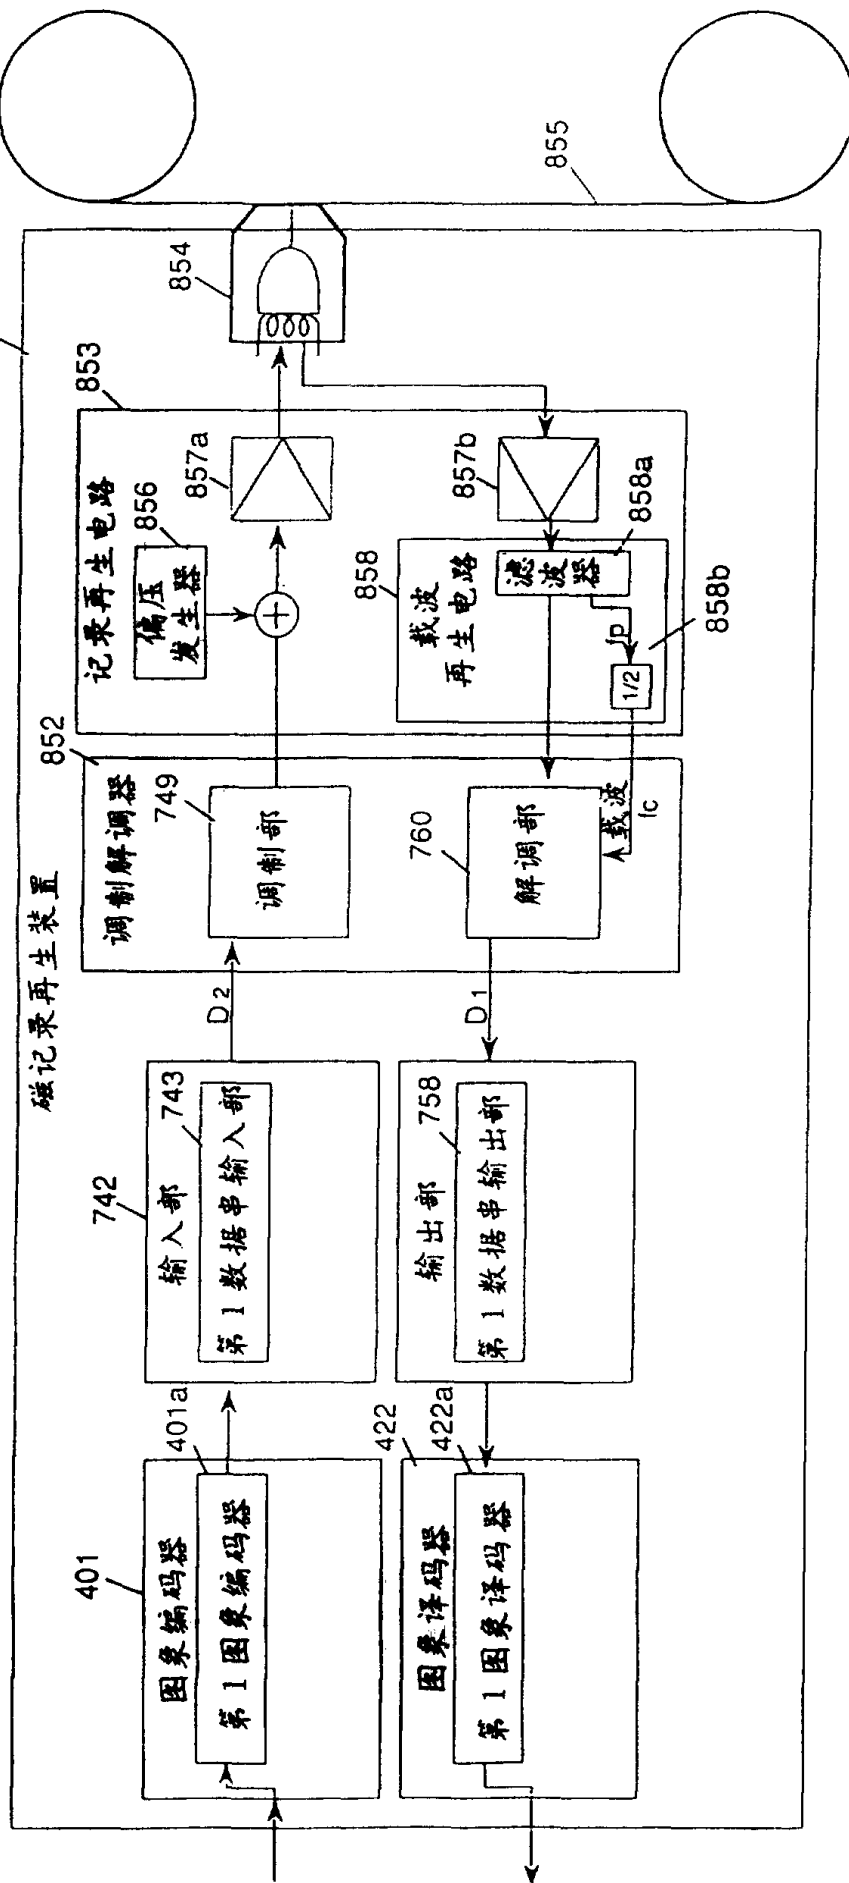 磁记录再生装置
401
图象编码器
401a
第1图象编码器
742
输入部
743
第1数据串输入部
D2
852
调制解调器
749
调制部
853
记录再生电路
856
偏压
发生器
857a
854
855
422
图象译码器
422a
第1图象译码器
输出部
758
第1数据串输出部
D1
760
解调部
载波
fc
858
载波
再生电路
857b
滤波器
858a
fp
1/2
858b